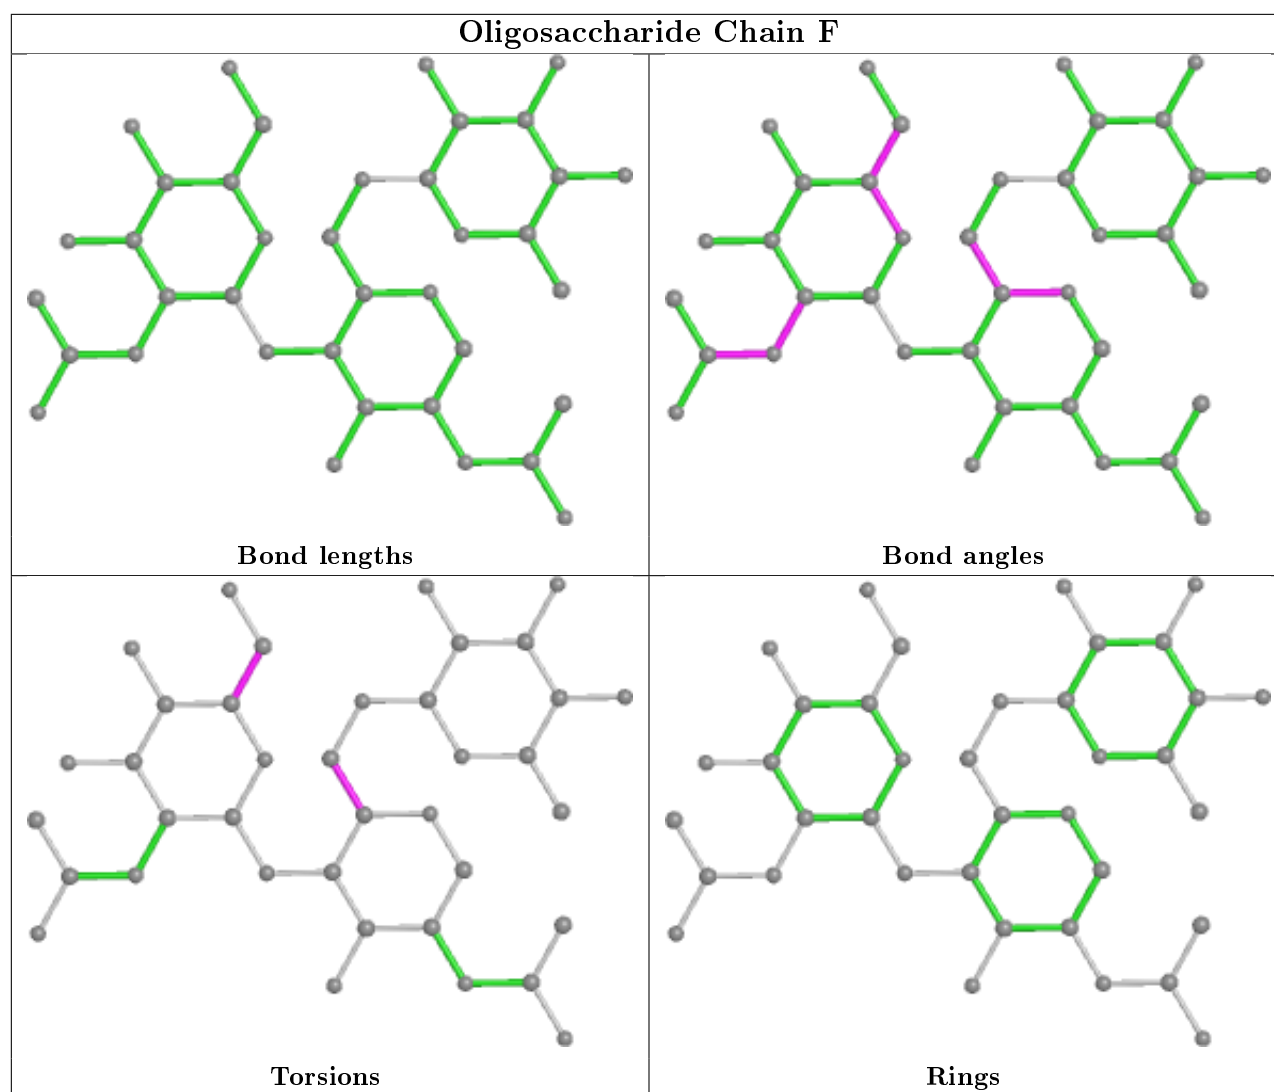 Oligosaccharide Chain F
Bond lengths
Bond angles
Torsions
Rings